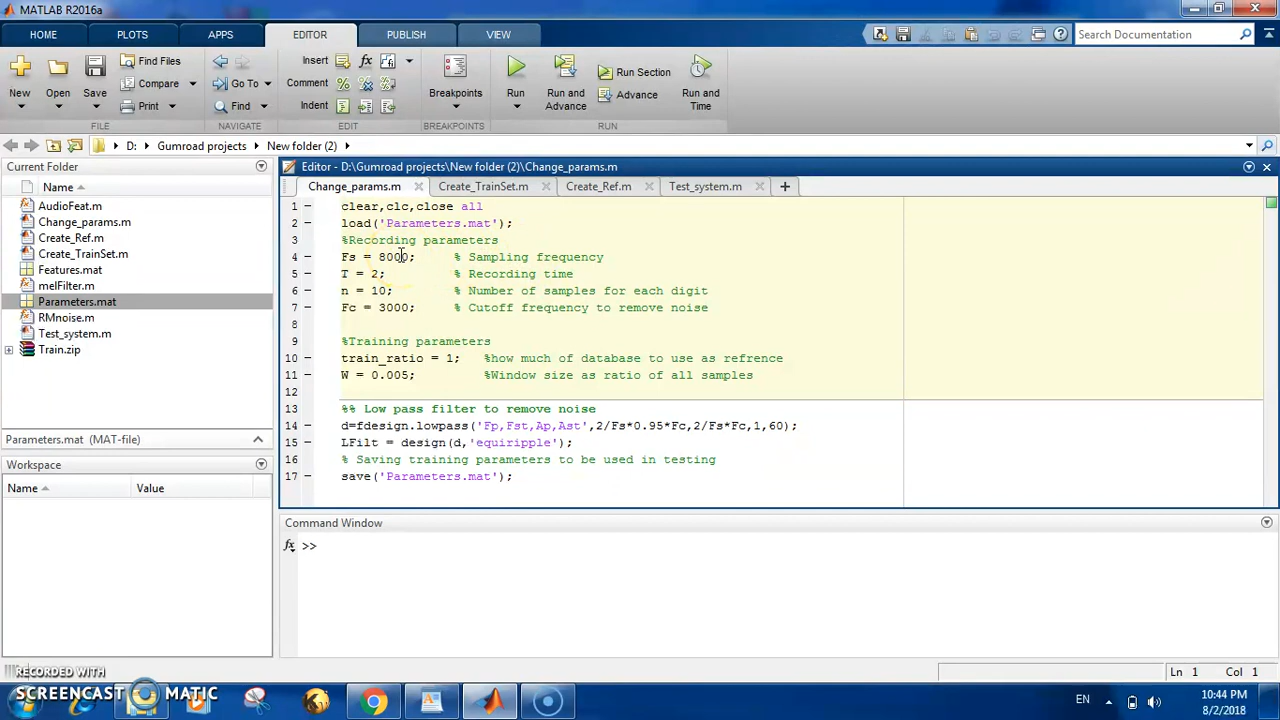 MATLAB R2016a
HOME PLOTS APPS EDITOR PUBLISH VIEW Search Documentation
New Open Save Find Files Compare Print Go To Find Insert fx Comment Indent Breakpoints Run Run and Advance Run Section Advance Run and Time
FILE NAVIGATE EDIT BREAKPOINTS RUN
D: Gumroad projects New folder (2)
Current Folder
Name
AudioFeat.m
Change_params.m
Create_Ref.m
Create_TrainSet.m
Features.mat
melFilter.m
Parameters.mat
RMnoise.m
Test_system.m
Train.zip
Parameters.mat (MAT-file)
Workspace
Name Value
Editor - D:\Gumroad projects\New folder (2)\Change_params.m
Change_params.m Create_TrainSet.m Create_Ref.m Test_system.m
1 clear,clc,close all
2 load('Parameters.mat');
3 %Recording parameters
4 Fs = 8000; % Sampling frequency
5 T = 2; % Recording time
6 n = 10; % Number of samples for each digit
7 Fc = 3000; % Cutoff frequency to remove noise
8
9 %Training parameters
10 train_ratio = 1; %how much of database to use as refrence
11 W = 0.005; %Window size as ratio of all samples
12
13 %% Low pass filter to remove noise
14 d=fdesign.lowpass('Fp,Fst,Ap,Ast',2/Fs*0.95*Fc,2/Fs*Fc,1,60);
15 LFilt = design(d,'equiripple');
16 % Saving training parameters to be used in testing
17 save('Parameters.mat');
Command Window
fx >>
Ln 1 Col 1
RECORDED WITH
SCREENCAST MATIC
EN 10:44 PM
8/2/2018